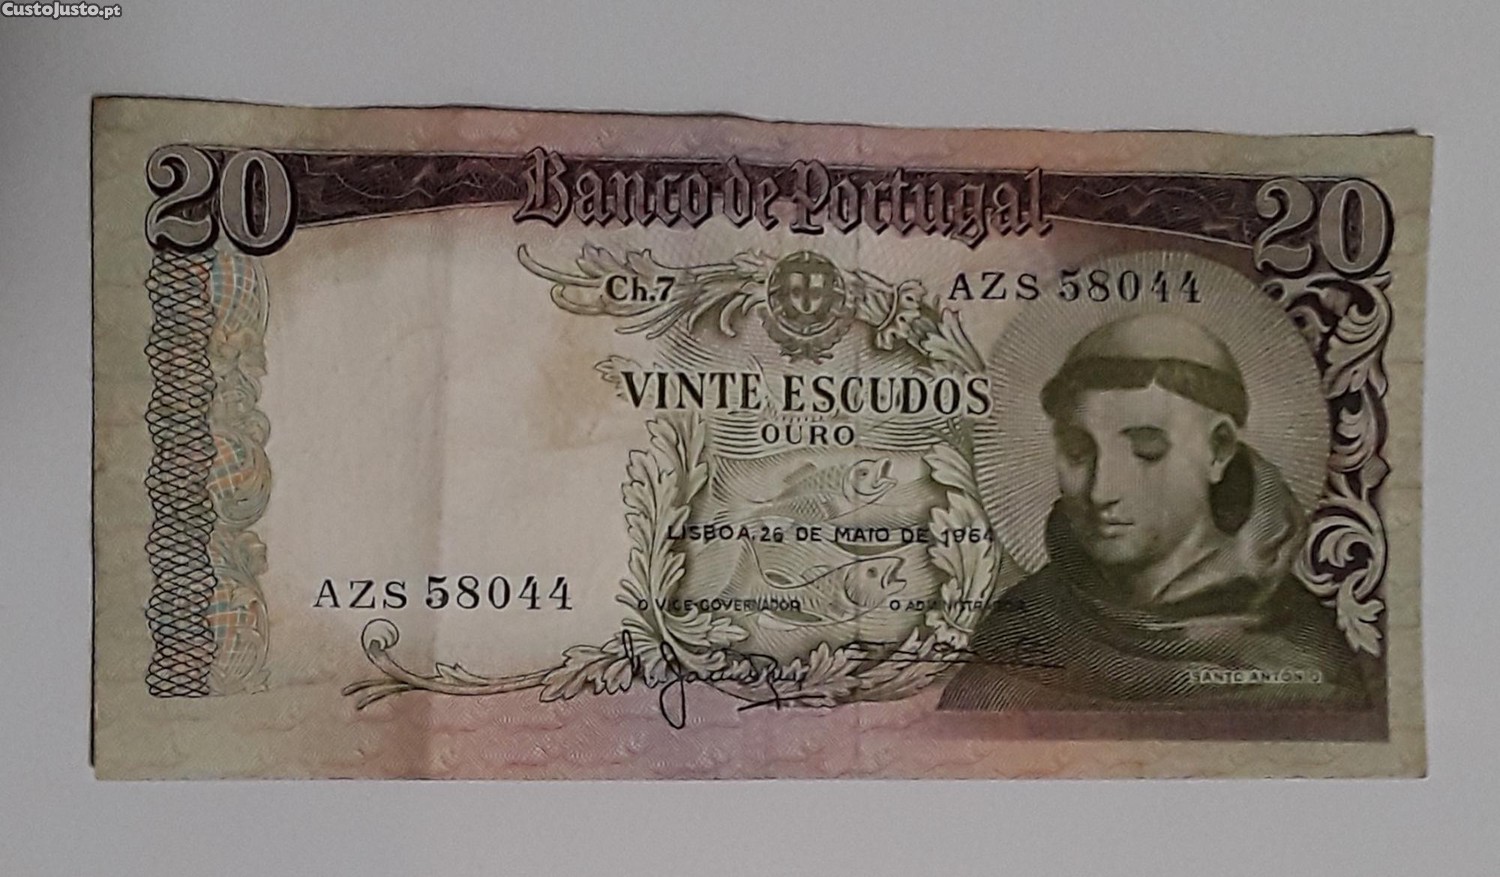 CustoJusto.pt
20 Banco de Portugal 20
Ch.7 AZS 58044
VINTE ESCUDOS
OURO
LISBOA, 26 DE MAIO DE 1964
AZS 58044
O VICE-GOVERNADOR O ADMINISTRADOR
SANTO ANTÓNIO